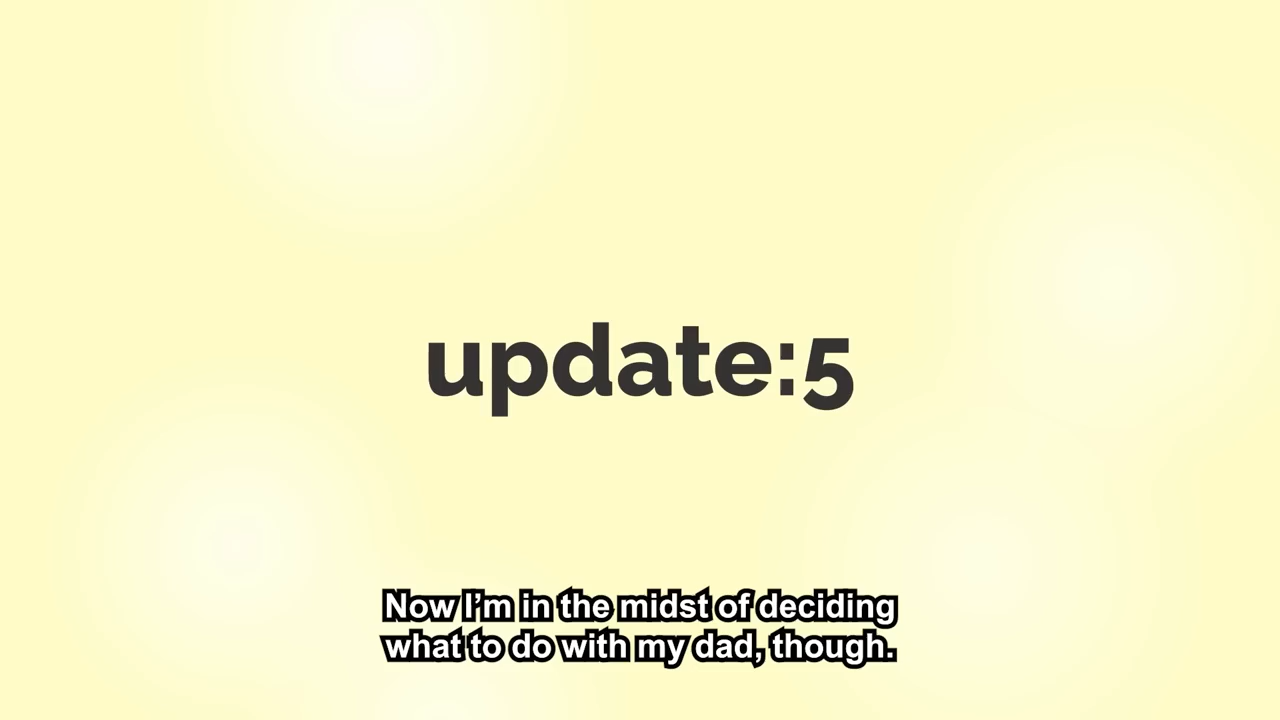 update:5
Now I'm in the midst of deciding
what to do with my dad, though.